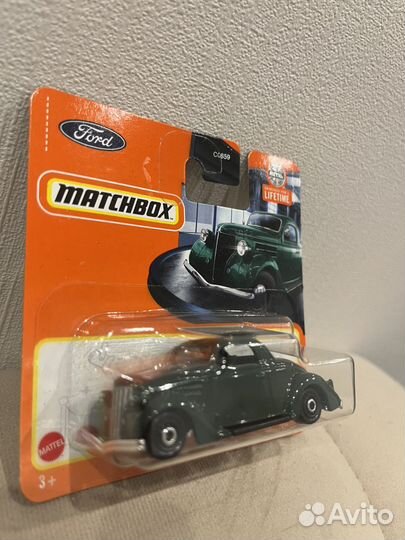 Ford
C0859
MATCHBOX
LIFETIME
MATTEL
3+
Avito